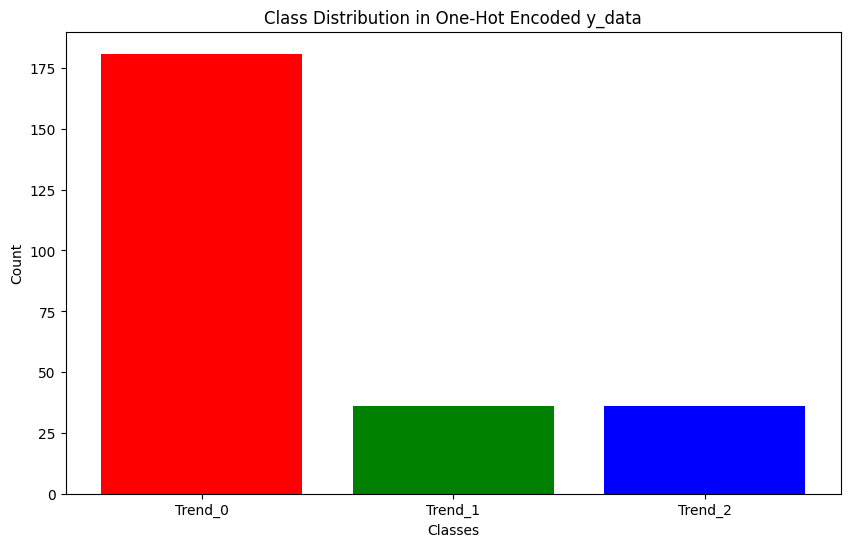 Class Distribution in One-Hot Encoded y_data
175
150
125
100
75
50
25
0
Count
Trend_0
Trend_1
Trend_2
Classes